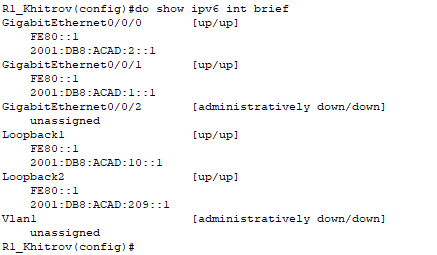 R1_Khitrov(config)#do show ipv6 int brief
GigabitEthernet0/0/0 [up/up]
FE80::1
2001:DB8:ACAD:2::1
GigabitEthernet0/0/1 [up/up]
FE80::1
2001:DB8:ACAD:1::1
GigabitEthernet0/0/2 [administratively down/down]
unassigned
Loopback1 [up/up]
FE80::1
2001:DB8:ACAD:10::1
Loopback2 [up/up]
FE80::1
2001:DB8:ACAD:209::1
Vlan1 [administratively down/down]
unassigned
R1_Khitrov(config)#